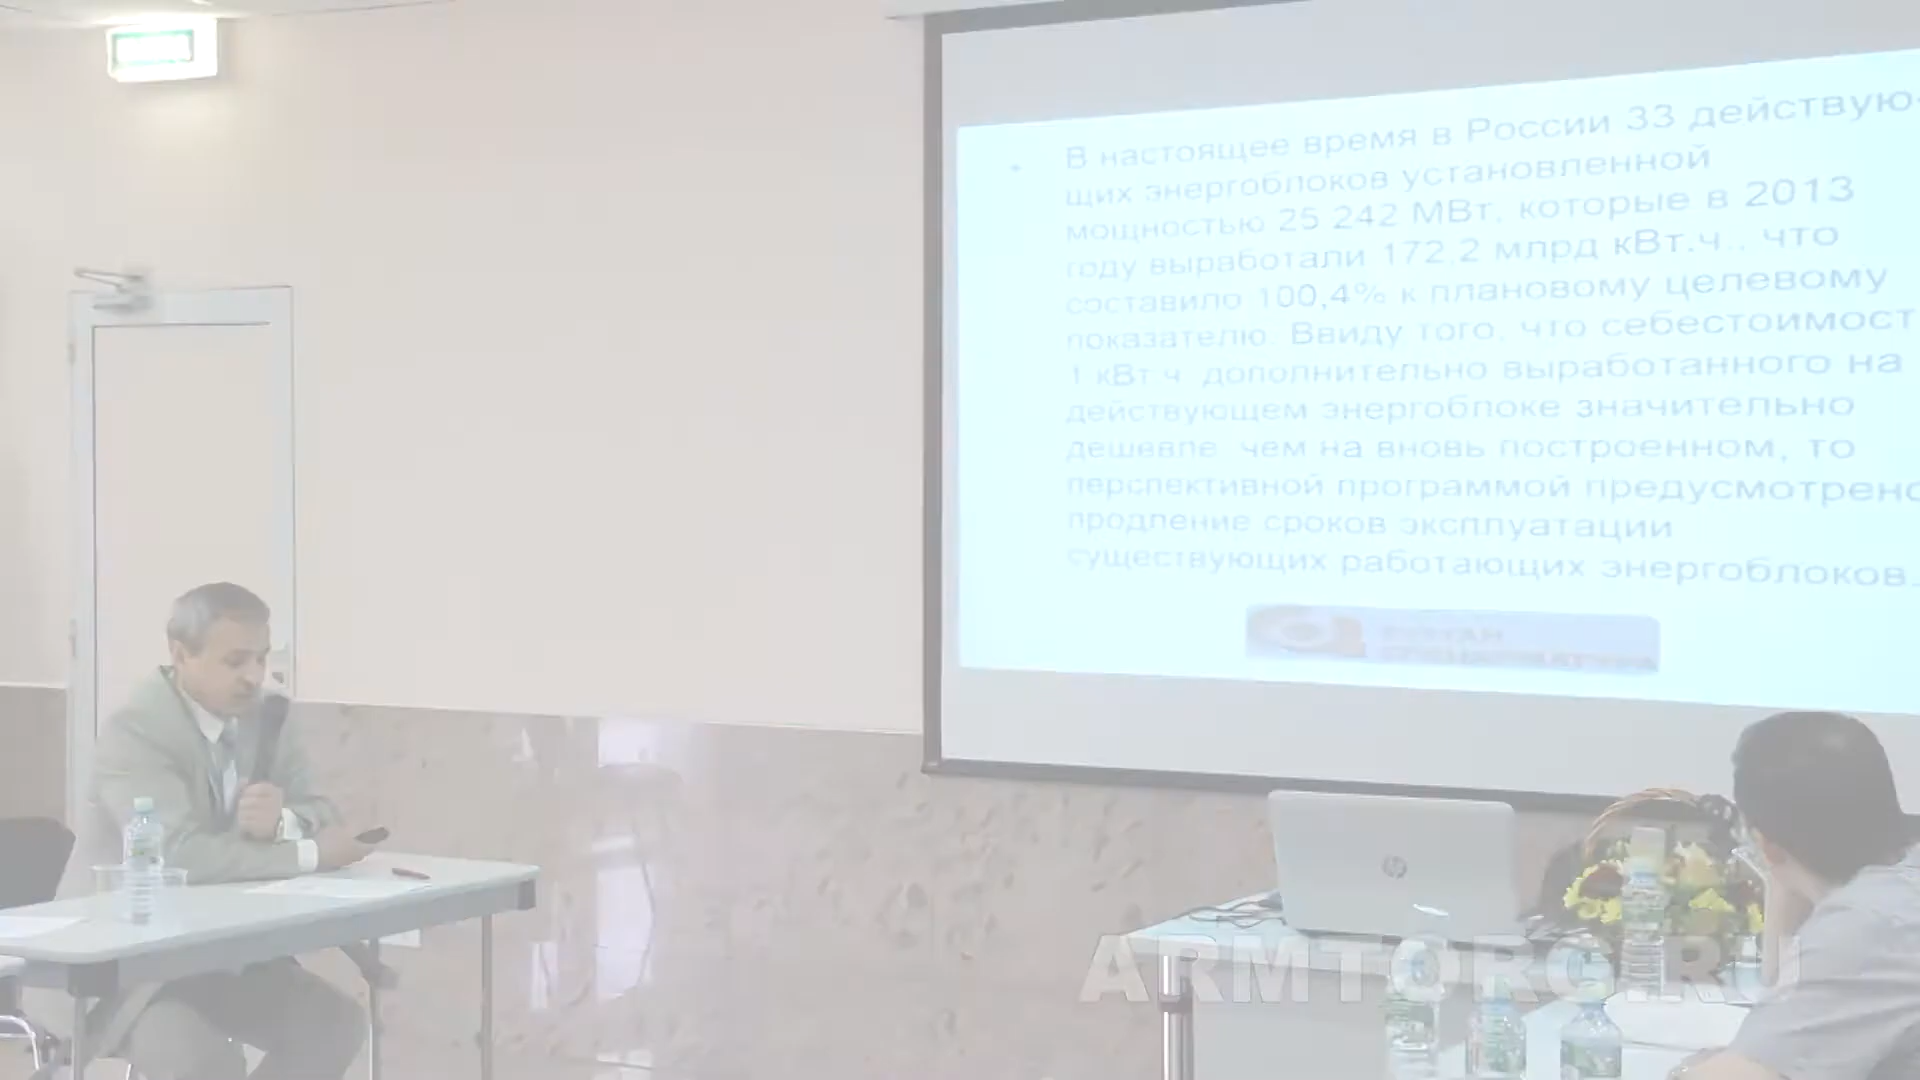 В настоящее время в России 33 действую-
щих энергоблоков установленной
мощностью 25 242 МВт, которые в 2013
году выработали 172,2 млрд кВт.ч., что
составило 100,4% к плановому целевому
показателю. Ввиду того, что себестоимост
1 кВт.ч. дополнительно выработанного на
действующем энергоблоке значительно
дешевле, чем на вновь построенном, то
перспективной программой предусмотрено
продление сроков эксплуатации
существующих работающих энергоблоков.
hp
ARMTORG.RU